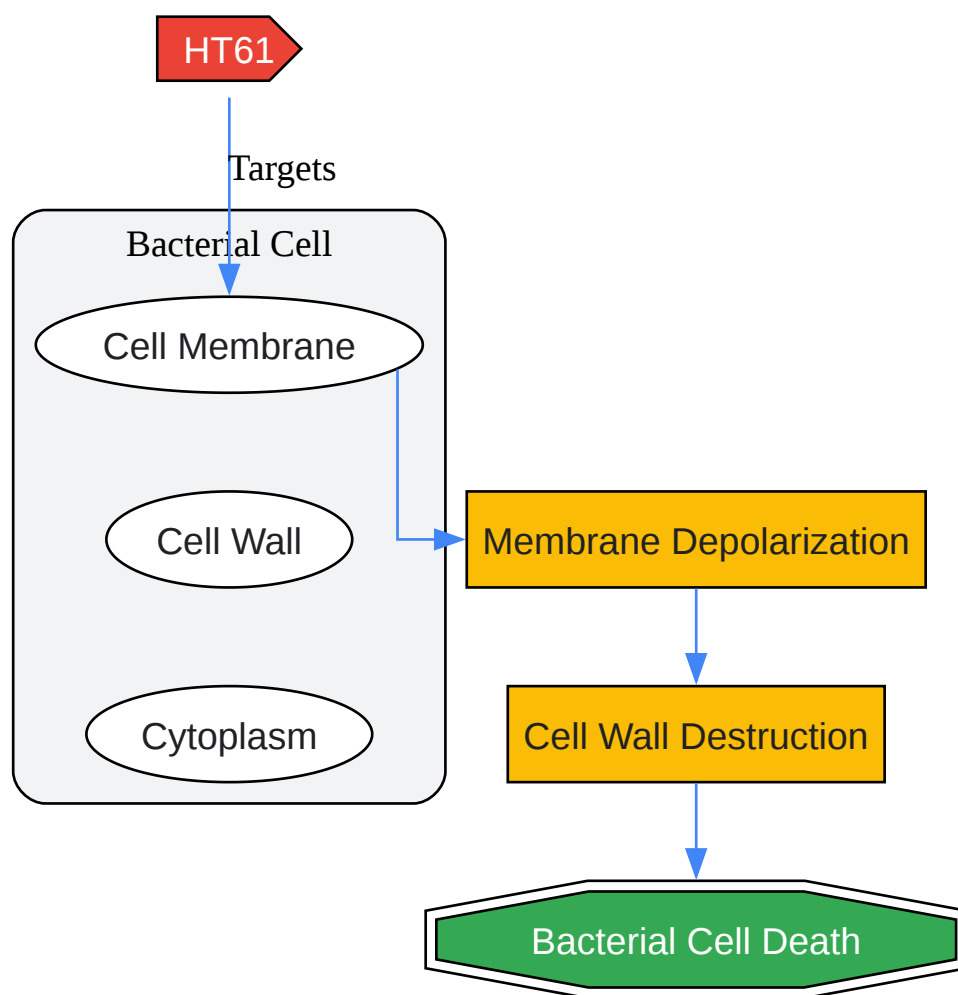 HT61
Targets
Bacterial Cell
Cell Membrane
Cell Wall
Membrane Depolarization
Cytoplasm
Cell Wall Destruction
Bacterial Cell Death